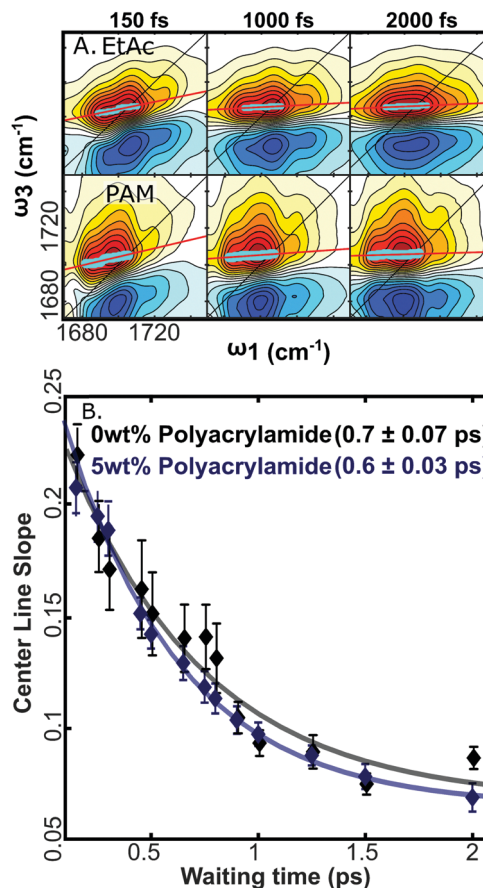 150 fs 1000 fs 2000 fs
A. EtAc
PAM
ω3 (cm⁻¹)
1720
1680
1680 1720
ω1 (cm⁻¹)
B.
0wt% Polyacrylamide (0.7 ± 0.07 ps)
5wt% Polyacrylamide (0.6 ± 0.03 ps)
Center Line Slope
0.25
0.2
0.15
0.1
0.05
0.5 1 1.5 2
Waiting time (ps)